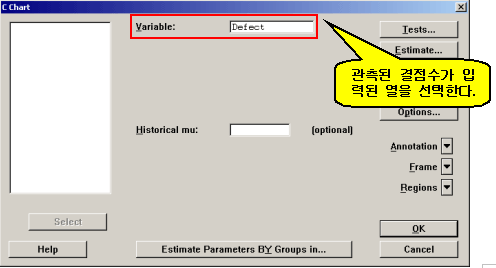 C Chart
Variable:
Defect
Tests...
Estimate...
관측된 결점수가 입
력된 열을 선택한다.
Options...
Historical mu:
(optional)
Annotation
Frame
Regions
Select
OK
Help
Estimate Parameters BY Groups in...
Cancel